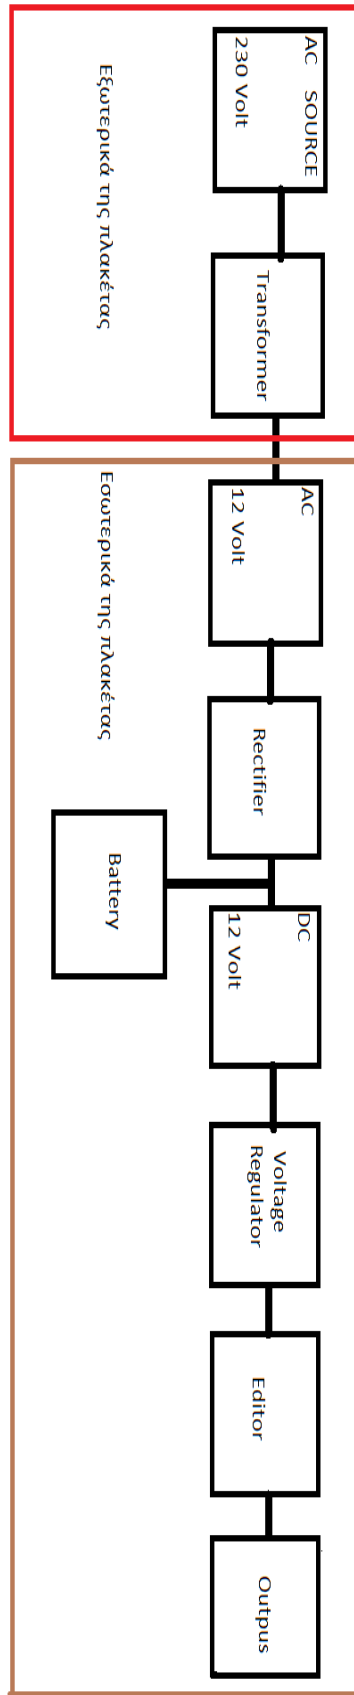 AC SOURCE
230 Volt
Transformer
Εξωτερικά της πλακέτας
AC
12 Volt
Rectifier
Battery
DC
12 Volt
Voltage
Regulator
Editor
Outpus
Εσωτερικά της πλακέτας